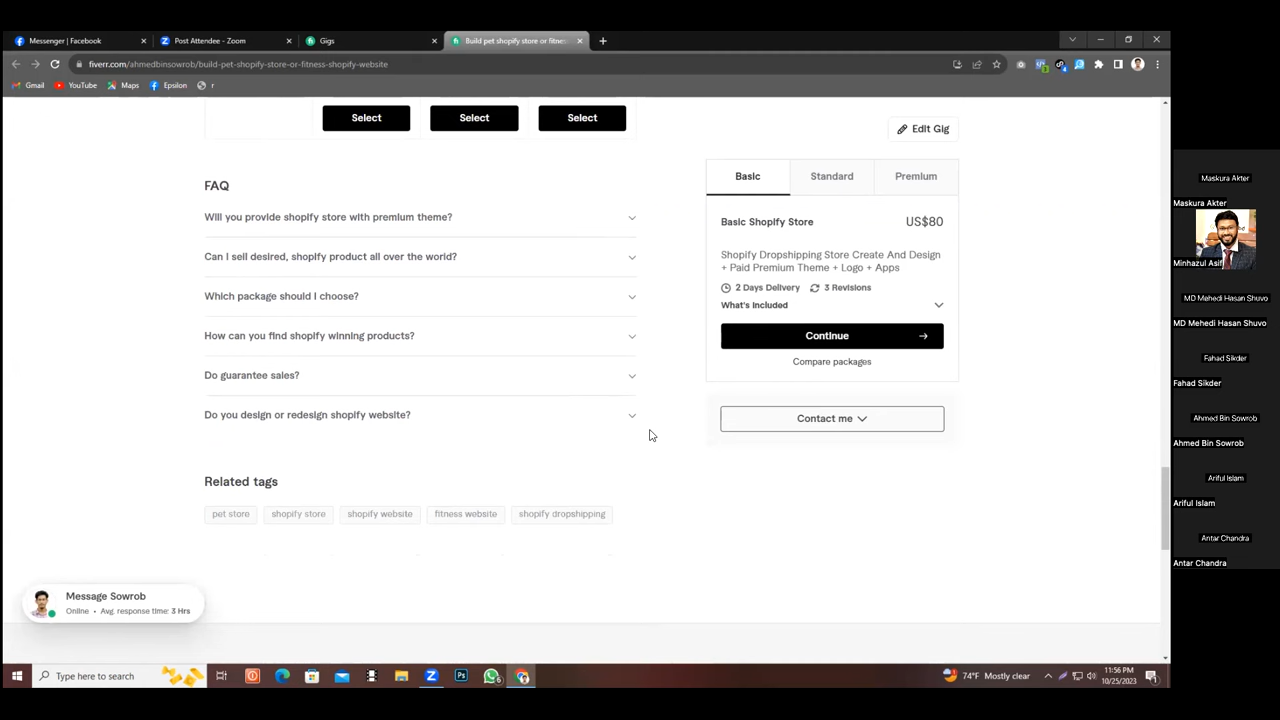 Messenger | Facebook
Post Attendee - Zoom
Gigs
Build pet shopify store or fitness
fiverr.com/ahmedbinsowrob/build-pet-shopify-store-or-fitness-shopify-website
Gmail
YouTube
Maps
Epsilon
r
Select
Select
Select
Edit Gig
FAQ
Will you provide shopify store with premium theme?
Can I sell desired, shopify product all over the world?
Which package should I choose?
How can you find shopify winning products?
Do guarantee sales?
Do you design or redesign shopify website?
Basic
Standard
Premium
Basic Shopify Store
US$80
Shopify Dropshipping Store Create And Design
+ Paid Premium Theme + Logo + Apps
2 Days Delivery
3 Revisions
What's Included
Continue
Compare packages
Contact me
Related tags
pet store
shopify store
shopify website
fitness website
shopify dropshipping
Message Sowrob
Online • Avg. response time: 3 Hrs
Type here to search
74°F Mostly clear
11:56 PM
10/25/2023
Maskura Akter
Maskura Akter
Minhazul Asif
MD Mehedi Hasan Shuvo
MD Mehedi Hasan Shuvo
Fahad Sikder
Fahad Sikder
Ahmed Bin Sowrob
Ahmed Bin Sowrob
Ariful Islam
Ariful Islam
Antar Chandra
Antar Chandra